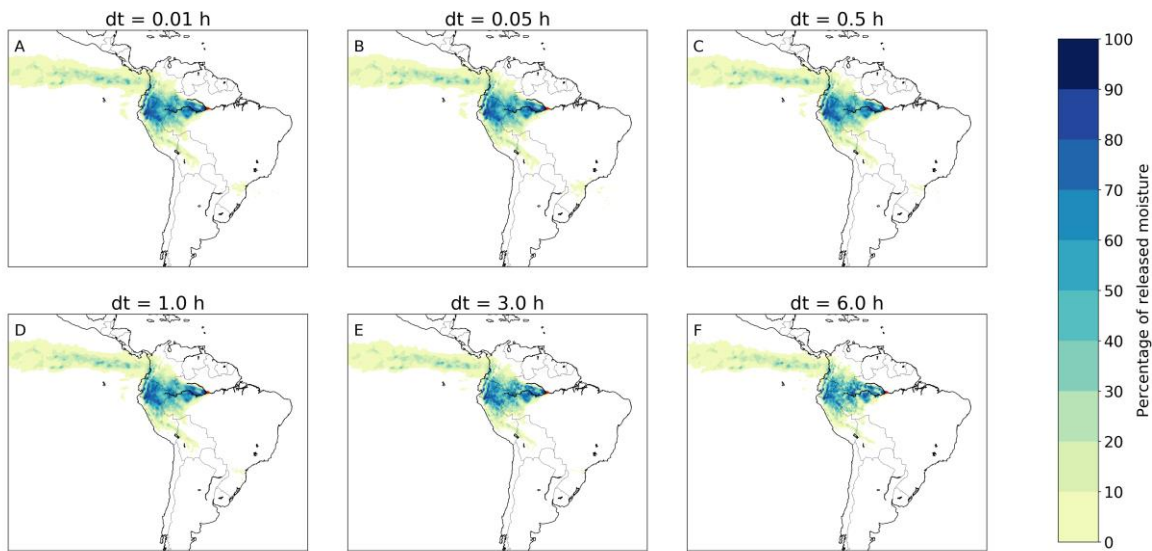 dt = 0.01 h
dt = 0.05 h
dt = 0.5 h
A
B
C
dt = 1.0 h
dt = 3.0 h
dt = 6.0 h
D
E
F
100
90
80
70
60
50
40
30
20
10
0
Percentage of released moisture